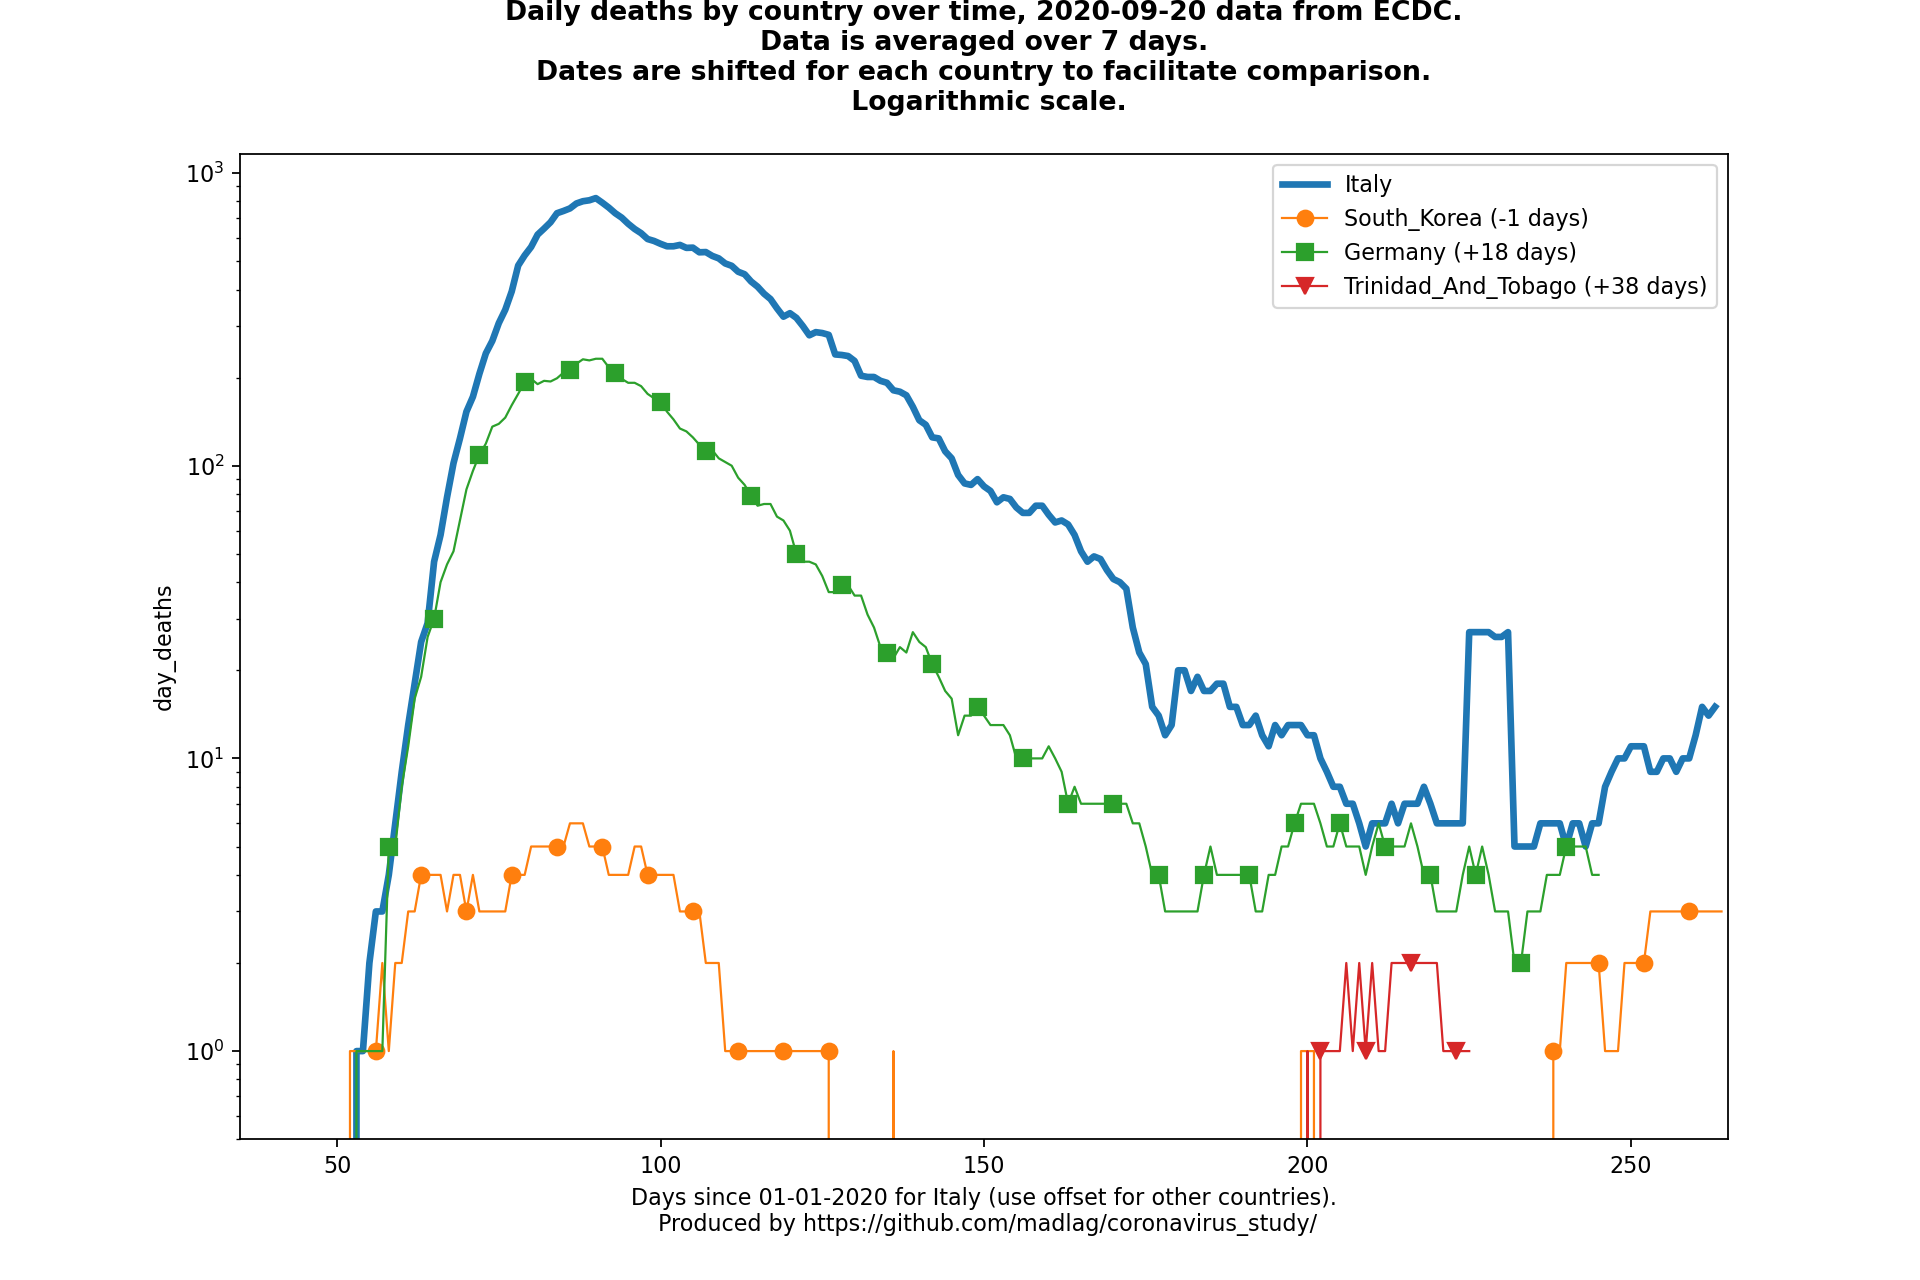 Daily deaths by country over time, 2020-09-20 data from ECDC.
Data is averaged over 7 days.
Dates are shifted for each country to facilitate comparison.
Logarithmic scale.
10³
10²
10¹
10⁰
day_deaths
Italy
South_Korea (-1 days)
Germany (+18 days)
Trinidad_And_Tobago (+38 days)
50 100 150 200 250
Days since 01-01-2020 for Italy (use offset for other countries).
Produced by https://github.com/madlag/coronavirus_study/